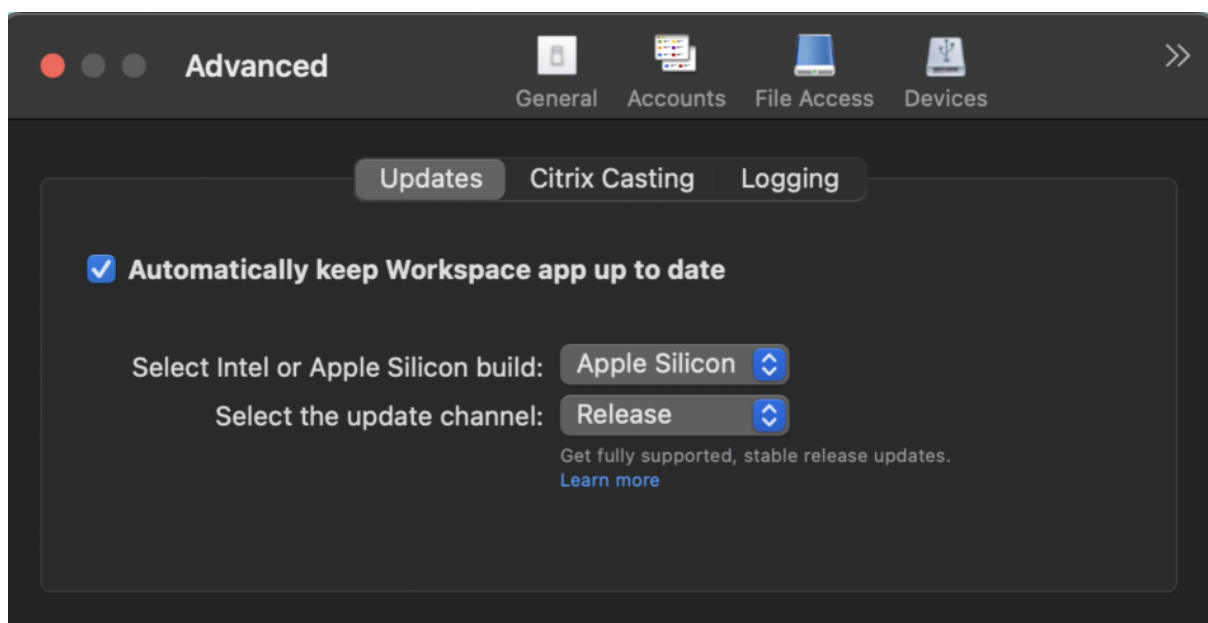 Advanced
General Accounts File Access Devices
Updates Citrix Casting Logging
Automatically keep Workspace app up to date
Select Intel or Apple Silicon build: Apple Silicon
Select the update channel: Release
Get fully supported, stable release updates.
Learn more